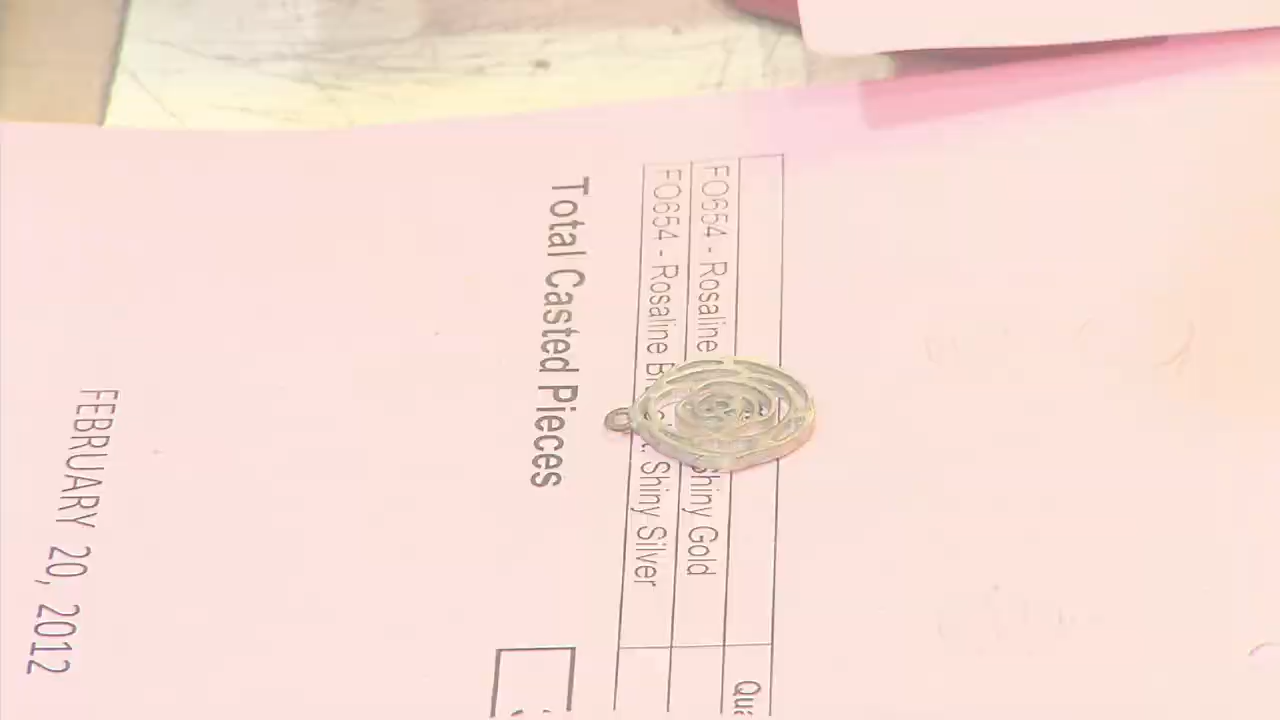 FO654 - Rosaline Shiny Gold
FO654 - Rosaline Shiny Silver
Total Casted Pieces
FEBRUARY 20, 2012